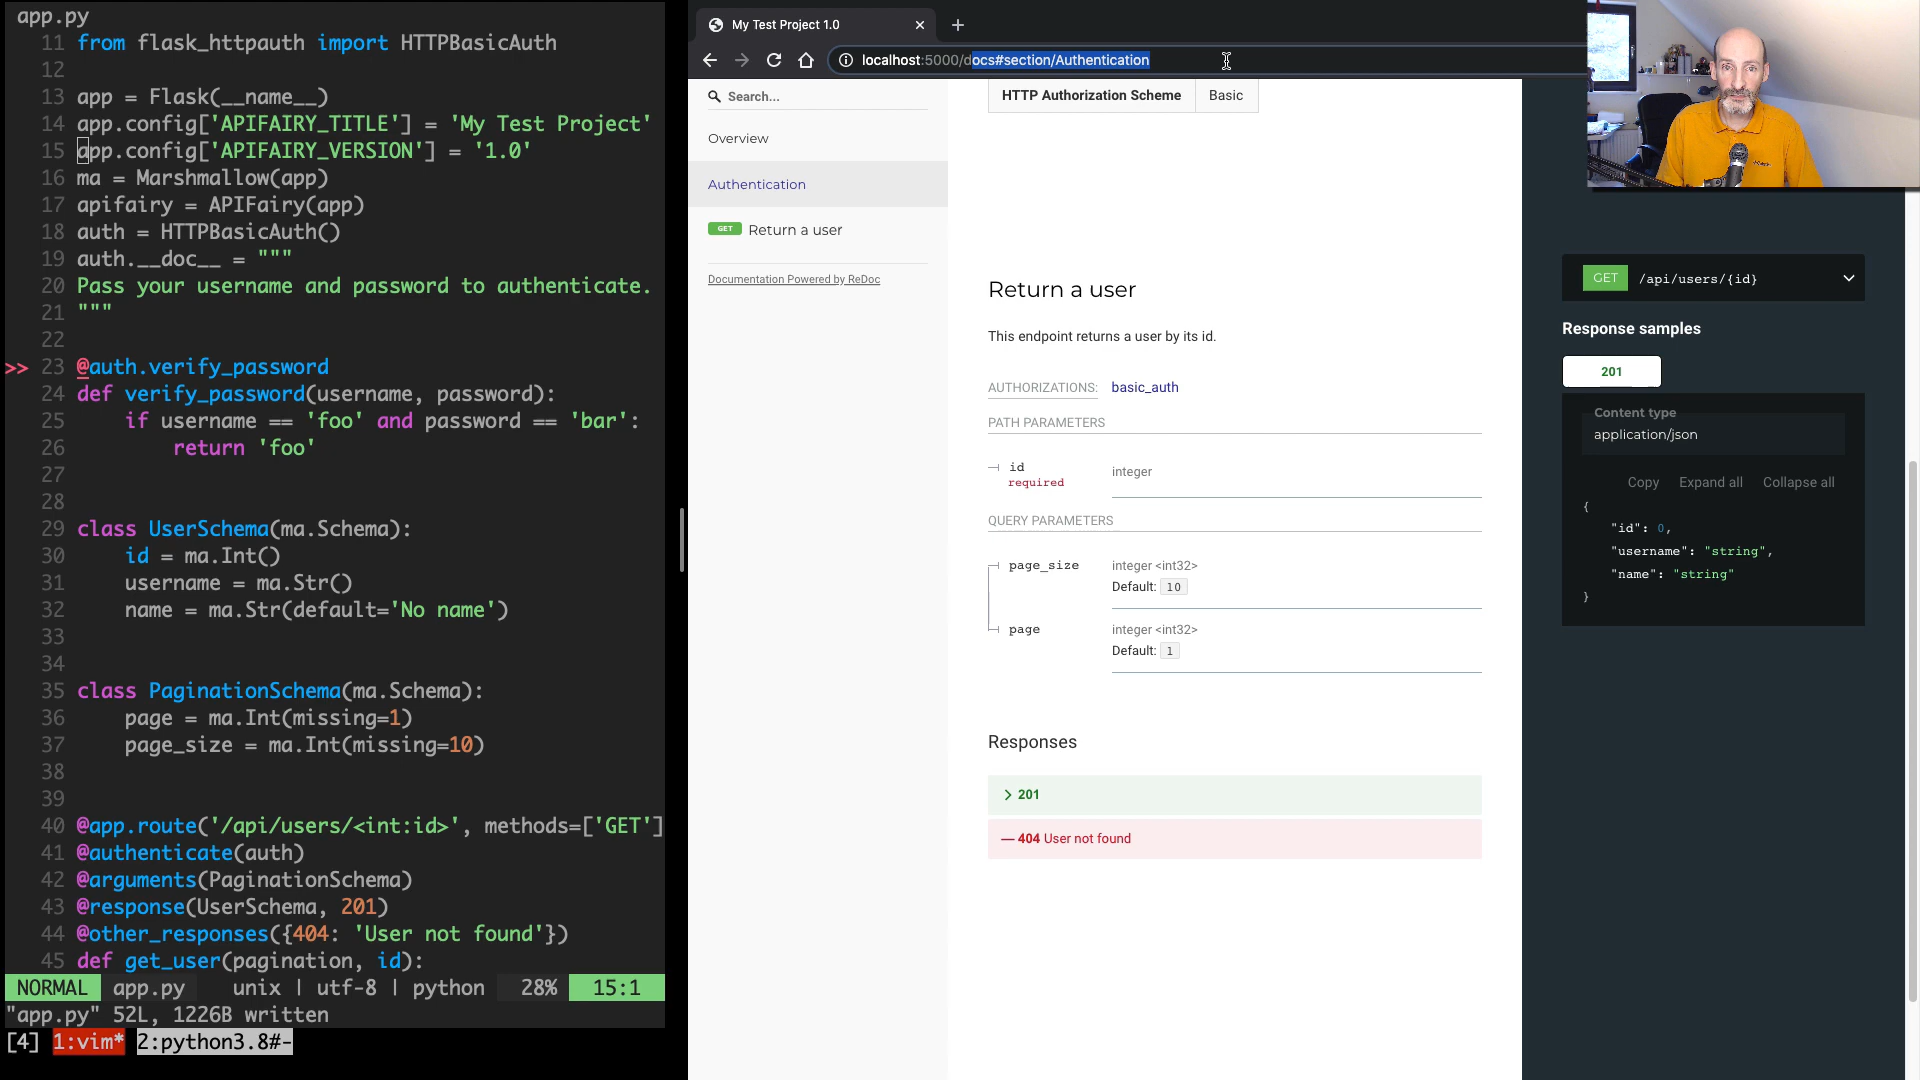 app.py
11 from flask_httpauth import HTTPBasicAuth
12
13 app = Flask(__name__)
14 app.config['APIFAIRY_TITLE'] = 'My Test Project'
15 app.config['APIFAIRY_VERSION'] = '1.0'
16 ma = Marshmallow(app)
17 apifairy = APIFairy(app)
18 auth = HTTPBasicAuth()
19 auth.__doc__ = """
20 Pass your username and password to authenticate.
21 """
22
>> 23 @auth.verify_password
24 def verify_password(username, password):
25 if username == 'foo' and password == 'bar':
26 return 'foo'
27
28
29 class UserSchema(ma.Schema):
30 id = ma.Int()
31 username = ma.Str()
32 name = ma.Str(default='No name')
33
34
35 class PaginationSchema(ma.Schema):
36 page = ma.Int(missing=1)
37 page_size = ma.Int(missing=10)
38
39
40 @app.route('/api/users/<int:id>', methods=['GET']
41 @authenticate(auth)
42 @arguments(PaginationSchema)
43 @response(UserSchema, 201)
44 @other_responses({404: 'User not found'})
45 def get_user(pagination, id):
NORMAL app.py unix | utf-8 | python 28% 15:1
"app.py" 52L, 1226B written
[4] 1:vim* 2:python3.8#-
My Test Project 1.0
localhost:5000/docs#section/Authentication
Search...
Overview
Authentication
GET Return a user
Documentation Powered by ReDoc
HTTP Authorization Scheme Basic
Return a user
This endpoint returns a user by its id.
AUTHORIZATIONS: basic_auth
PATH PARAMETERS
id integer
required
QUERY PARAMETERS
page_size integer <int32>
Default: 10
page integer <int32>
Default: 1
Responses
201
404 User not found
GET /api/users/{id}
Response samples
201
Content type
application/json
Copy Expand all Collapse all
{
"id": 0,
"username": "string",
"name": "string"
}